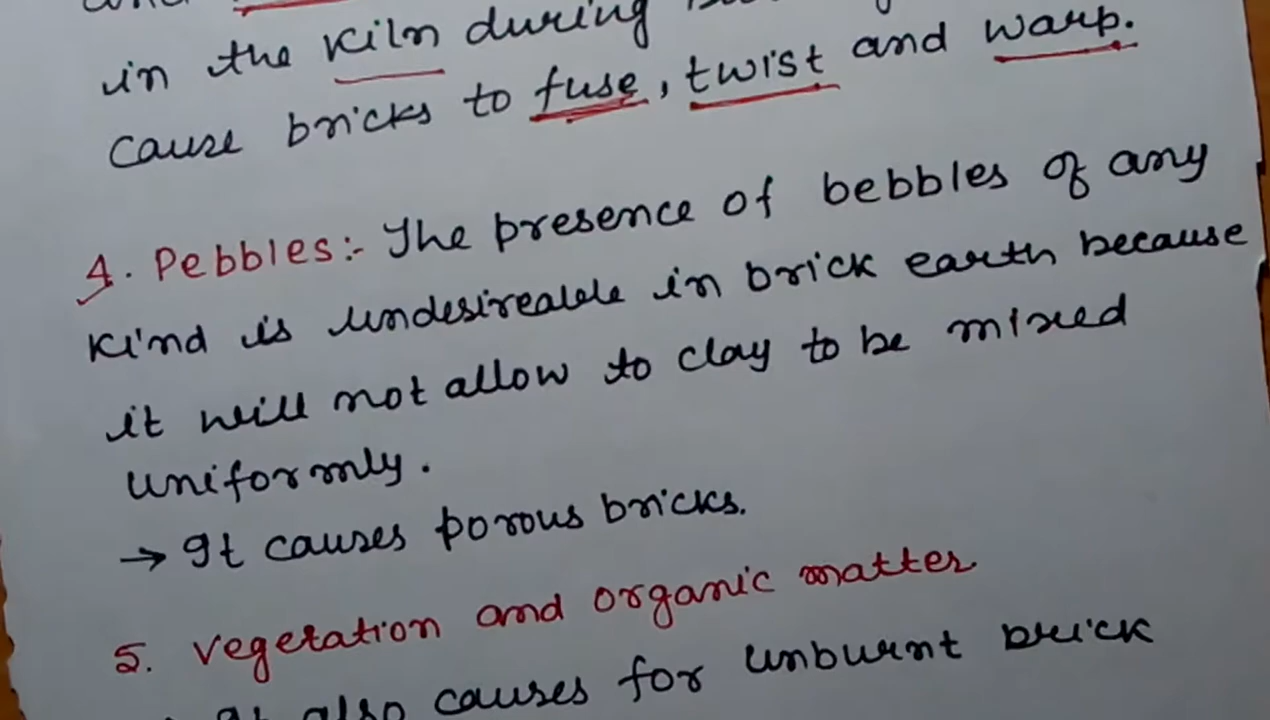 in the kiln during
cause bricks to fuse, twist and warp.
4. Pebbles:- The presence of bebbles of any
kind is undesireable in brick earth because
it will not allow to clay to be mixed
uniformly.
→ It causes porous bricks.
5. vegetation and organic matter
It also causes for unburnt brick